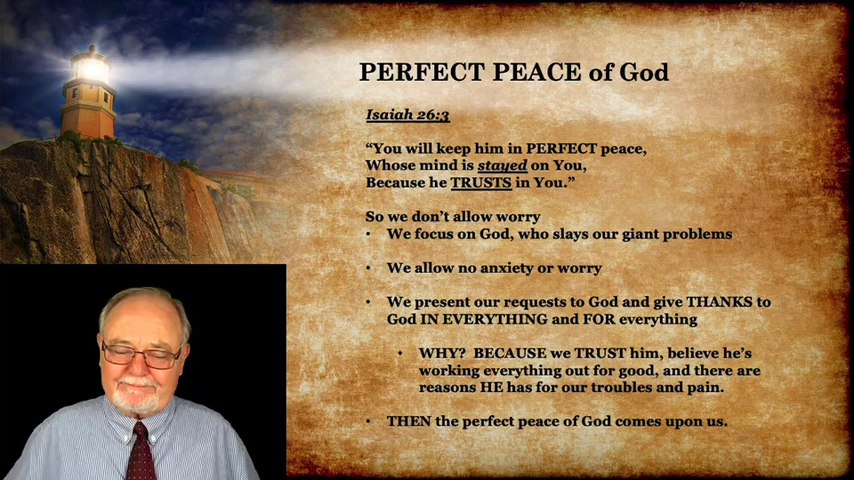 PERFECT PEACE of God
Isaiah 26:3
“You will keep him in PERFECT peace,
Whose mind is stayed on You,
Because he TRUSTS in You.”
So we don’t allow worry
• We focus on God, who slays our giant problems
• We allow no anxiety or worry
• We present our requests to God and give THANKS to
God IN EVERYTHING and FOR everything
• WHY? BECAUSE we TRUST him, believe he’s
working everything out for good, and there are
reasons HE has for our troubles and pain.
• THEN the perfect peace of God comes upon us.